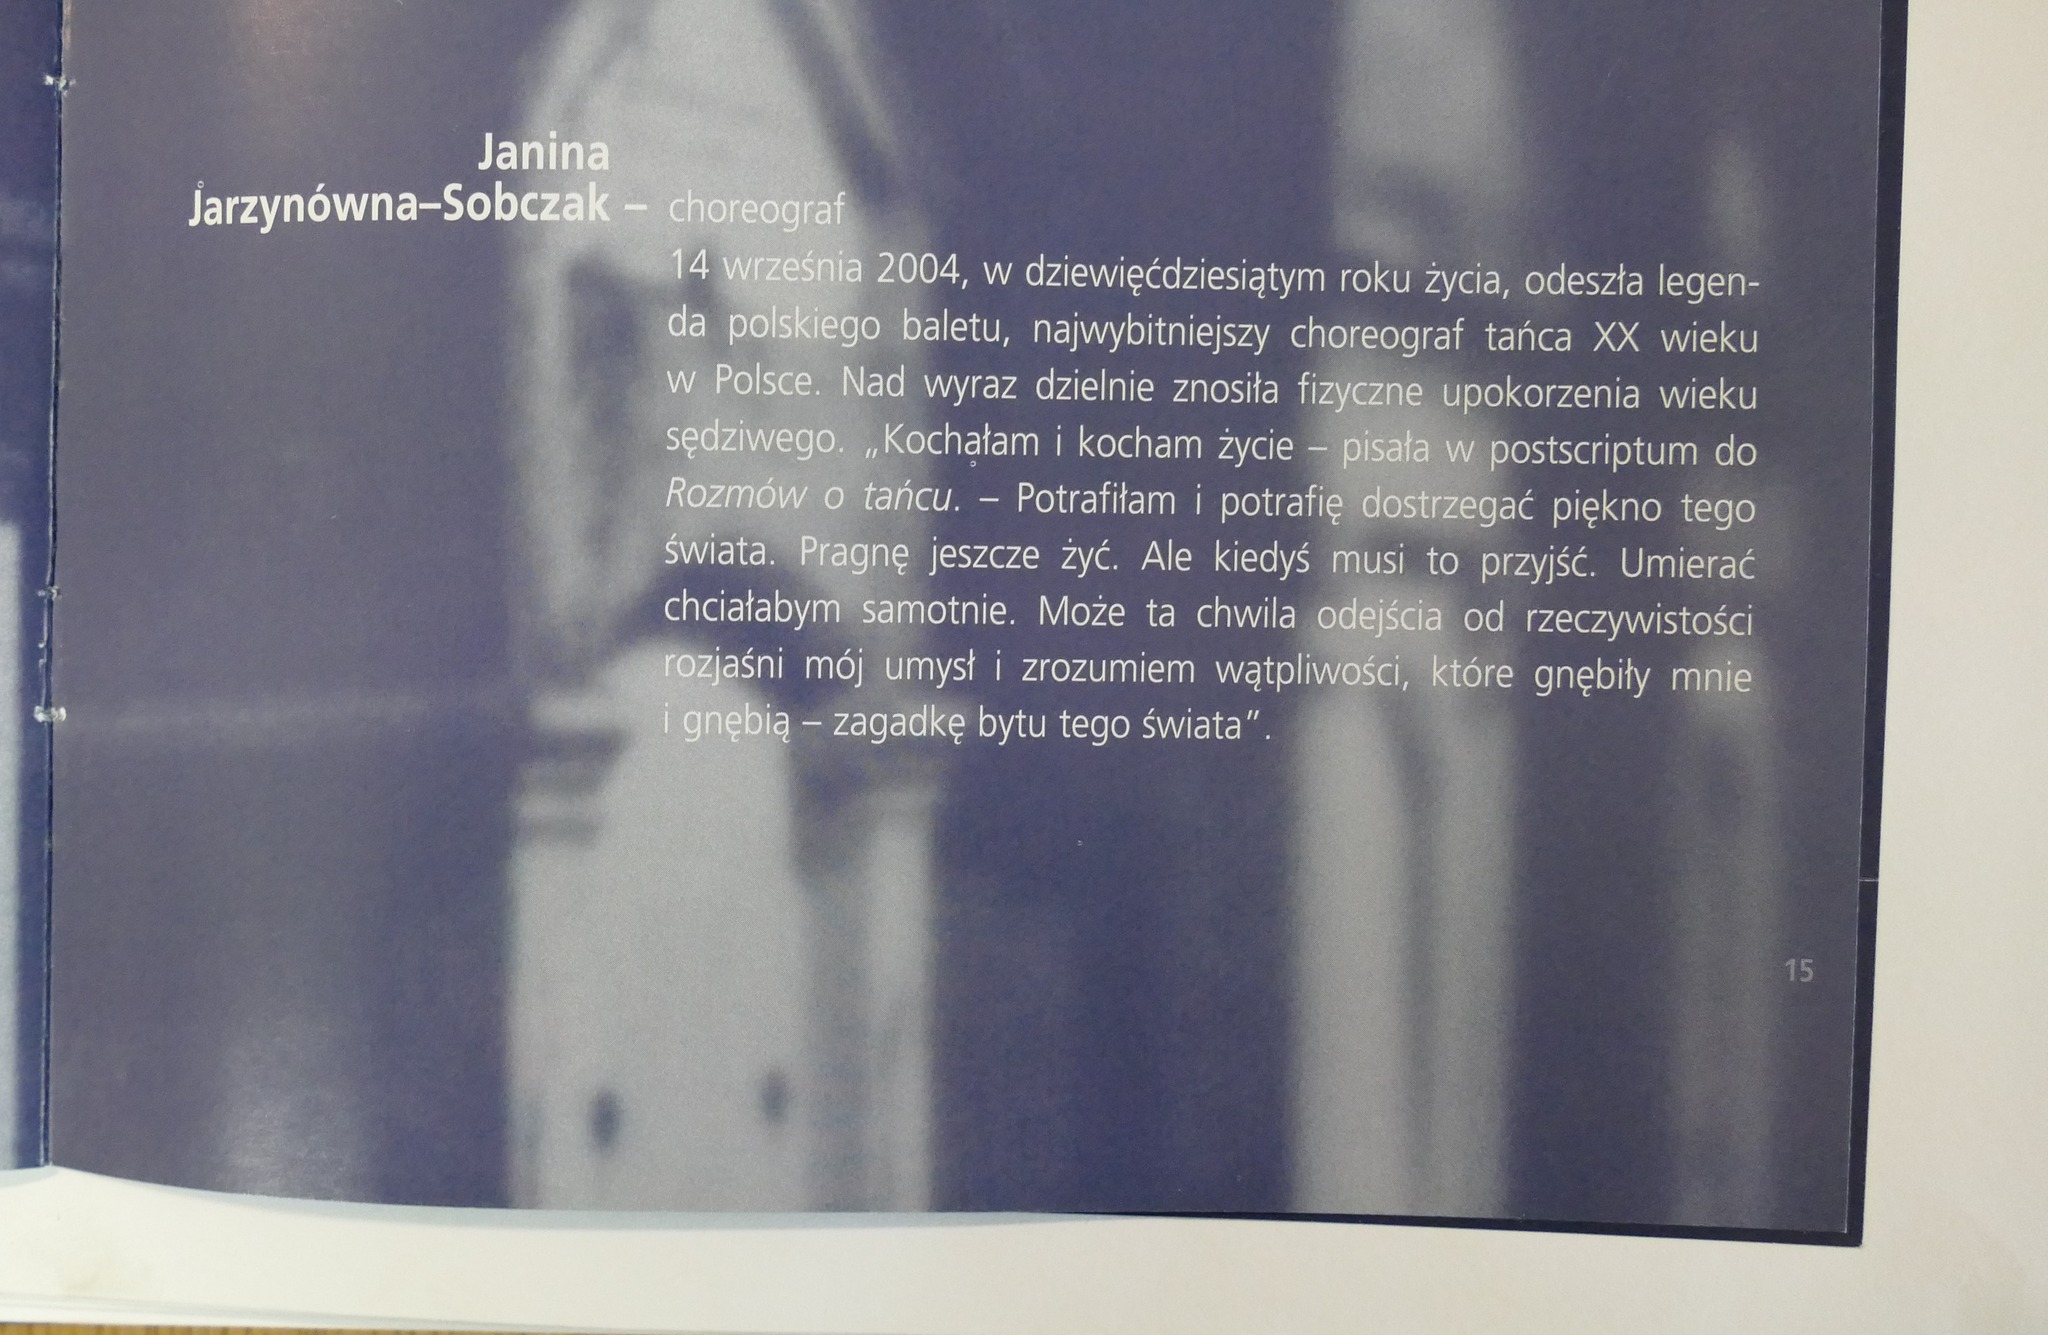 Janina
Jarzynówna–Sobczak – choreograf
14 września 2004, w dziewięćdziesiątym roku życia, odeszła legen-
da polskiego baletu, najwybitniejszy choreograf tańca XX wieku
w Polsce. Nad wyraz dzielnie znosiła fizyczne upokorzenia wieku
sędziwego. „Kochałam i kocham życie – pisała w postscriptum do
Rozmów o tańcu. – Potrafiłam i potrafię dostrzegać piękno tego
świata. Pragnę jeszcze żyć. Ale kiedyś musi to przyjść. Umierać
chciałabym samotnie. Może ta chwila odejścia od rzeczywistości
rozjaśni mój umysł i zrozumiem wątpliwości, które gnębiły mnie
i gnębią – zagadkę bytu tego świata”.
15